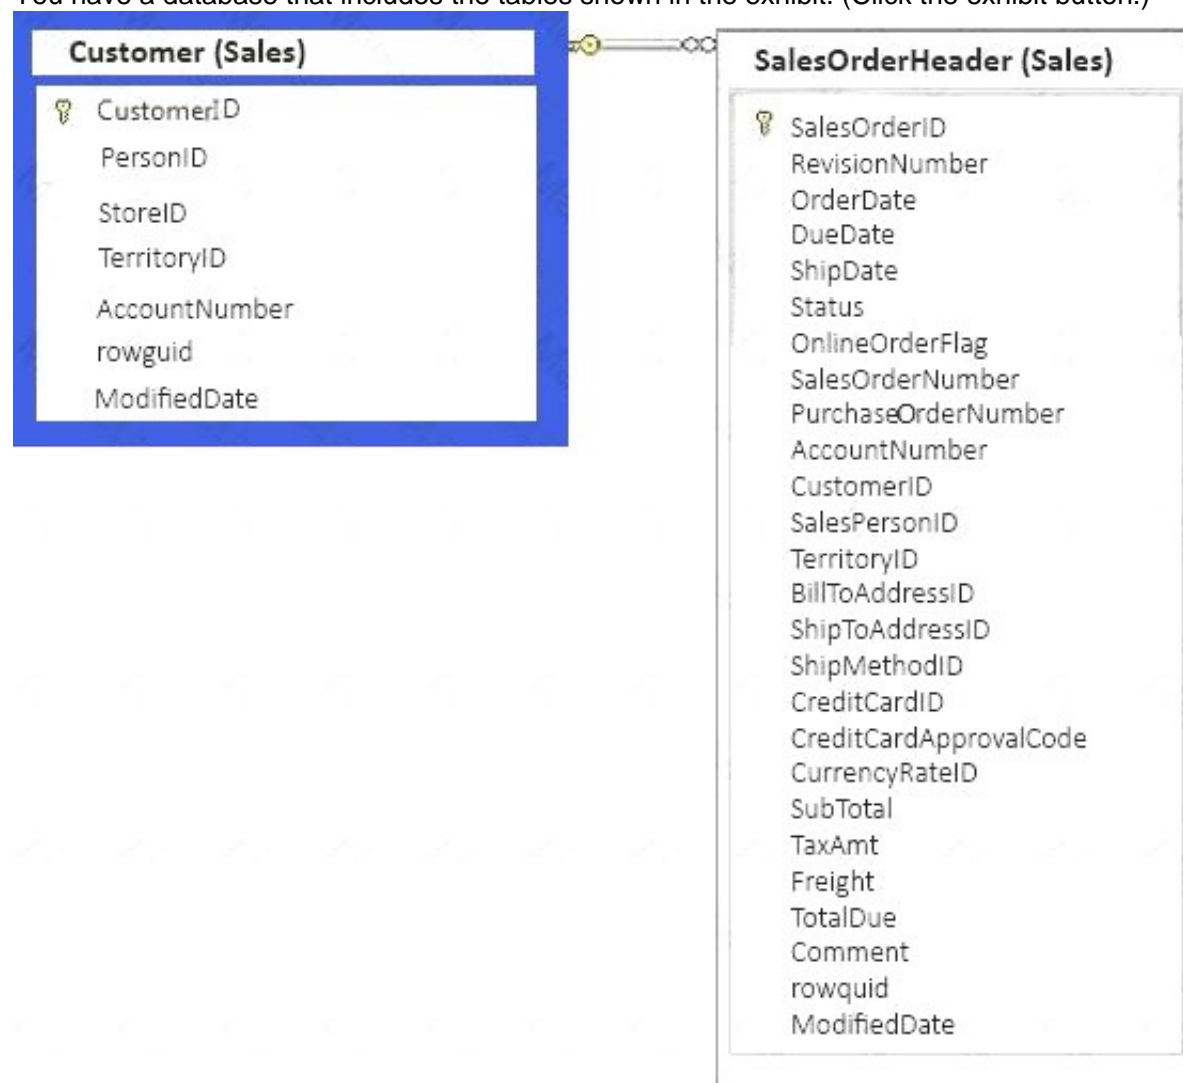 You have a database that includes the tables shown in the exhibit. (Click the exhibit button.)
Customer (Sales)
CustomerID
PersonID
StoreID
TerritoryID
AccountNumber
rowguid
ModifiedDate
SalesOrderHeader (Sales)
SalesOrderID
RevisionNumber
OrderDate
DueDate
ShipDate
Status
OnlineOrderFlag
SalesOrderNumber
PurchaseOrderNumber
AccountNumber
CustomerID
SalesPersonID
TerritoryID
BillToAddressID
ShipToAddressID
ShipMethodID
CreditCardID
CreditCardApprovalCode
CurrencyRateID
SubTotal
TaxAmt
Freight
TotalDue
Comment
rowquid
ModifiedDate